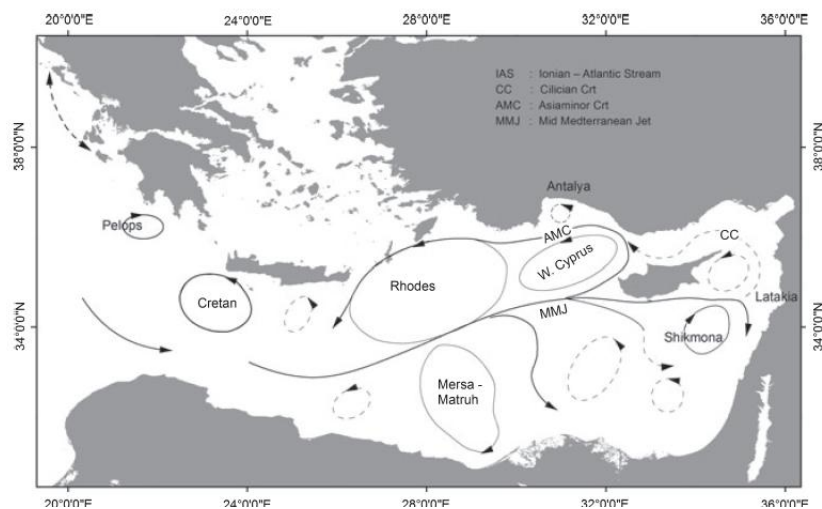 20°0'0"E 24°0'0"E 28°0'0"E 32°0'0"E 36°0'0"E
IAS : Ionian – Atlantic Stream
CC : Cilician Crt
AMC : Asiaminor Crt
MMJ : Mid Medterranean Jet
38°0'0"N
38°0'0"N
Antalya
Pelops
AMC
CC
W. Cyprus
Rhodes
Cretan
Latakia
MMJ
34°0'0"N
34°0'0"N
Shikmona
Mersa -
Matruh
20°0'0"E 24°0'0"E 28°0'0"E 32°0'0"E 36°0'0"E